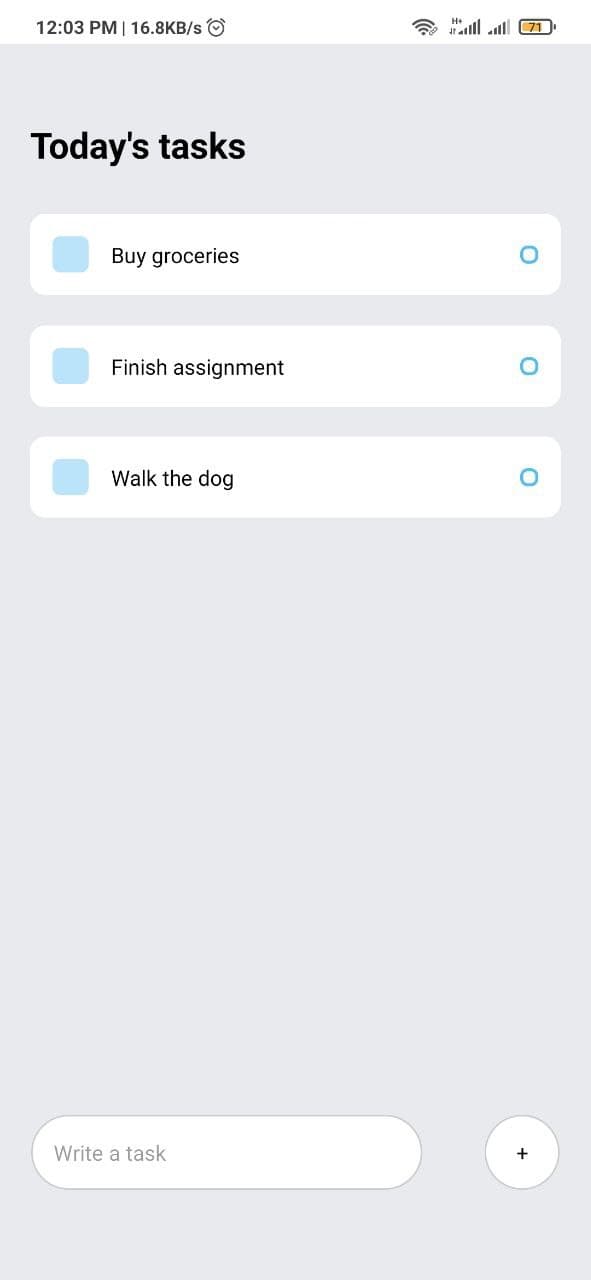 12:03 PM | 16.8KB/s
H+
71
Today's tasks
Buy groceries
Finish assignment
Walk the dog
Write a task
+